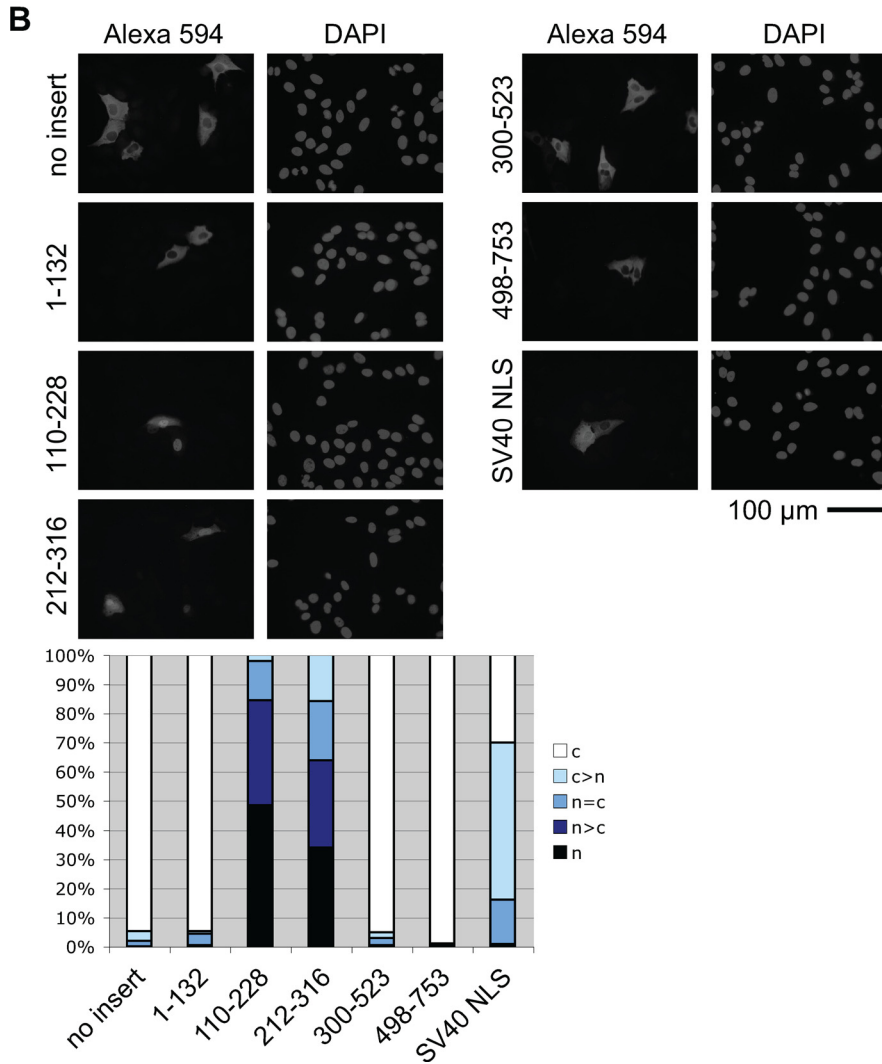 B
Alexa 594 DAPI
no insert
1-132
110-228
212-316
Alexa 594 DAPI
300-523
498-753
SV40 NLS
100 µm
100%
90%
80%
70%
60%
50%
40%
30%
20%
10%
0%
no insert
1-132
110-228
212-316
300-523
498-753
SV40 NLS
c
c>n
n=c
n>c
n